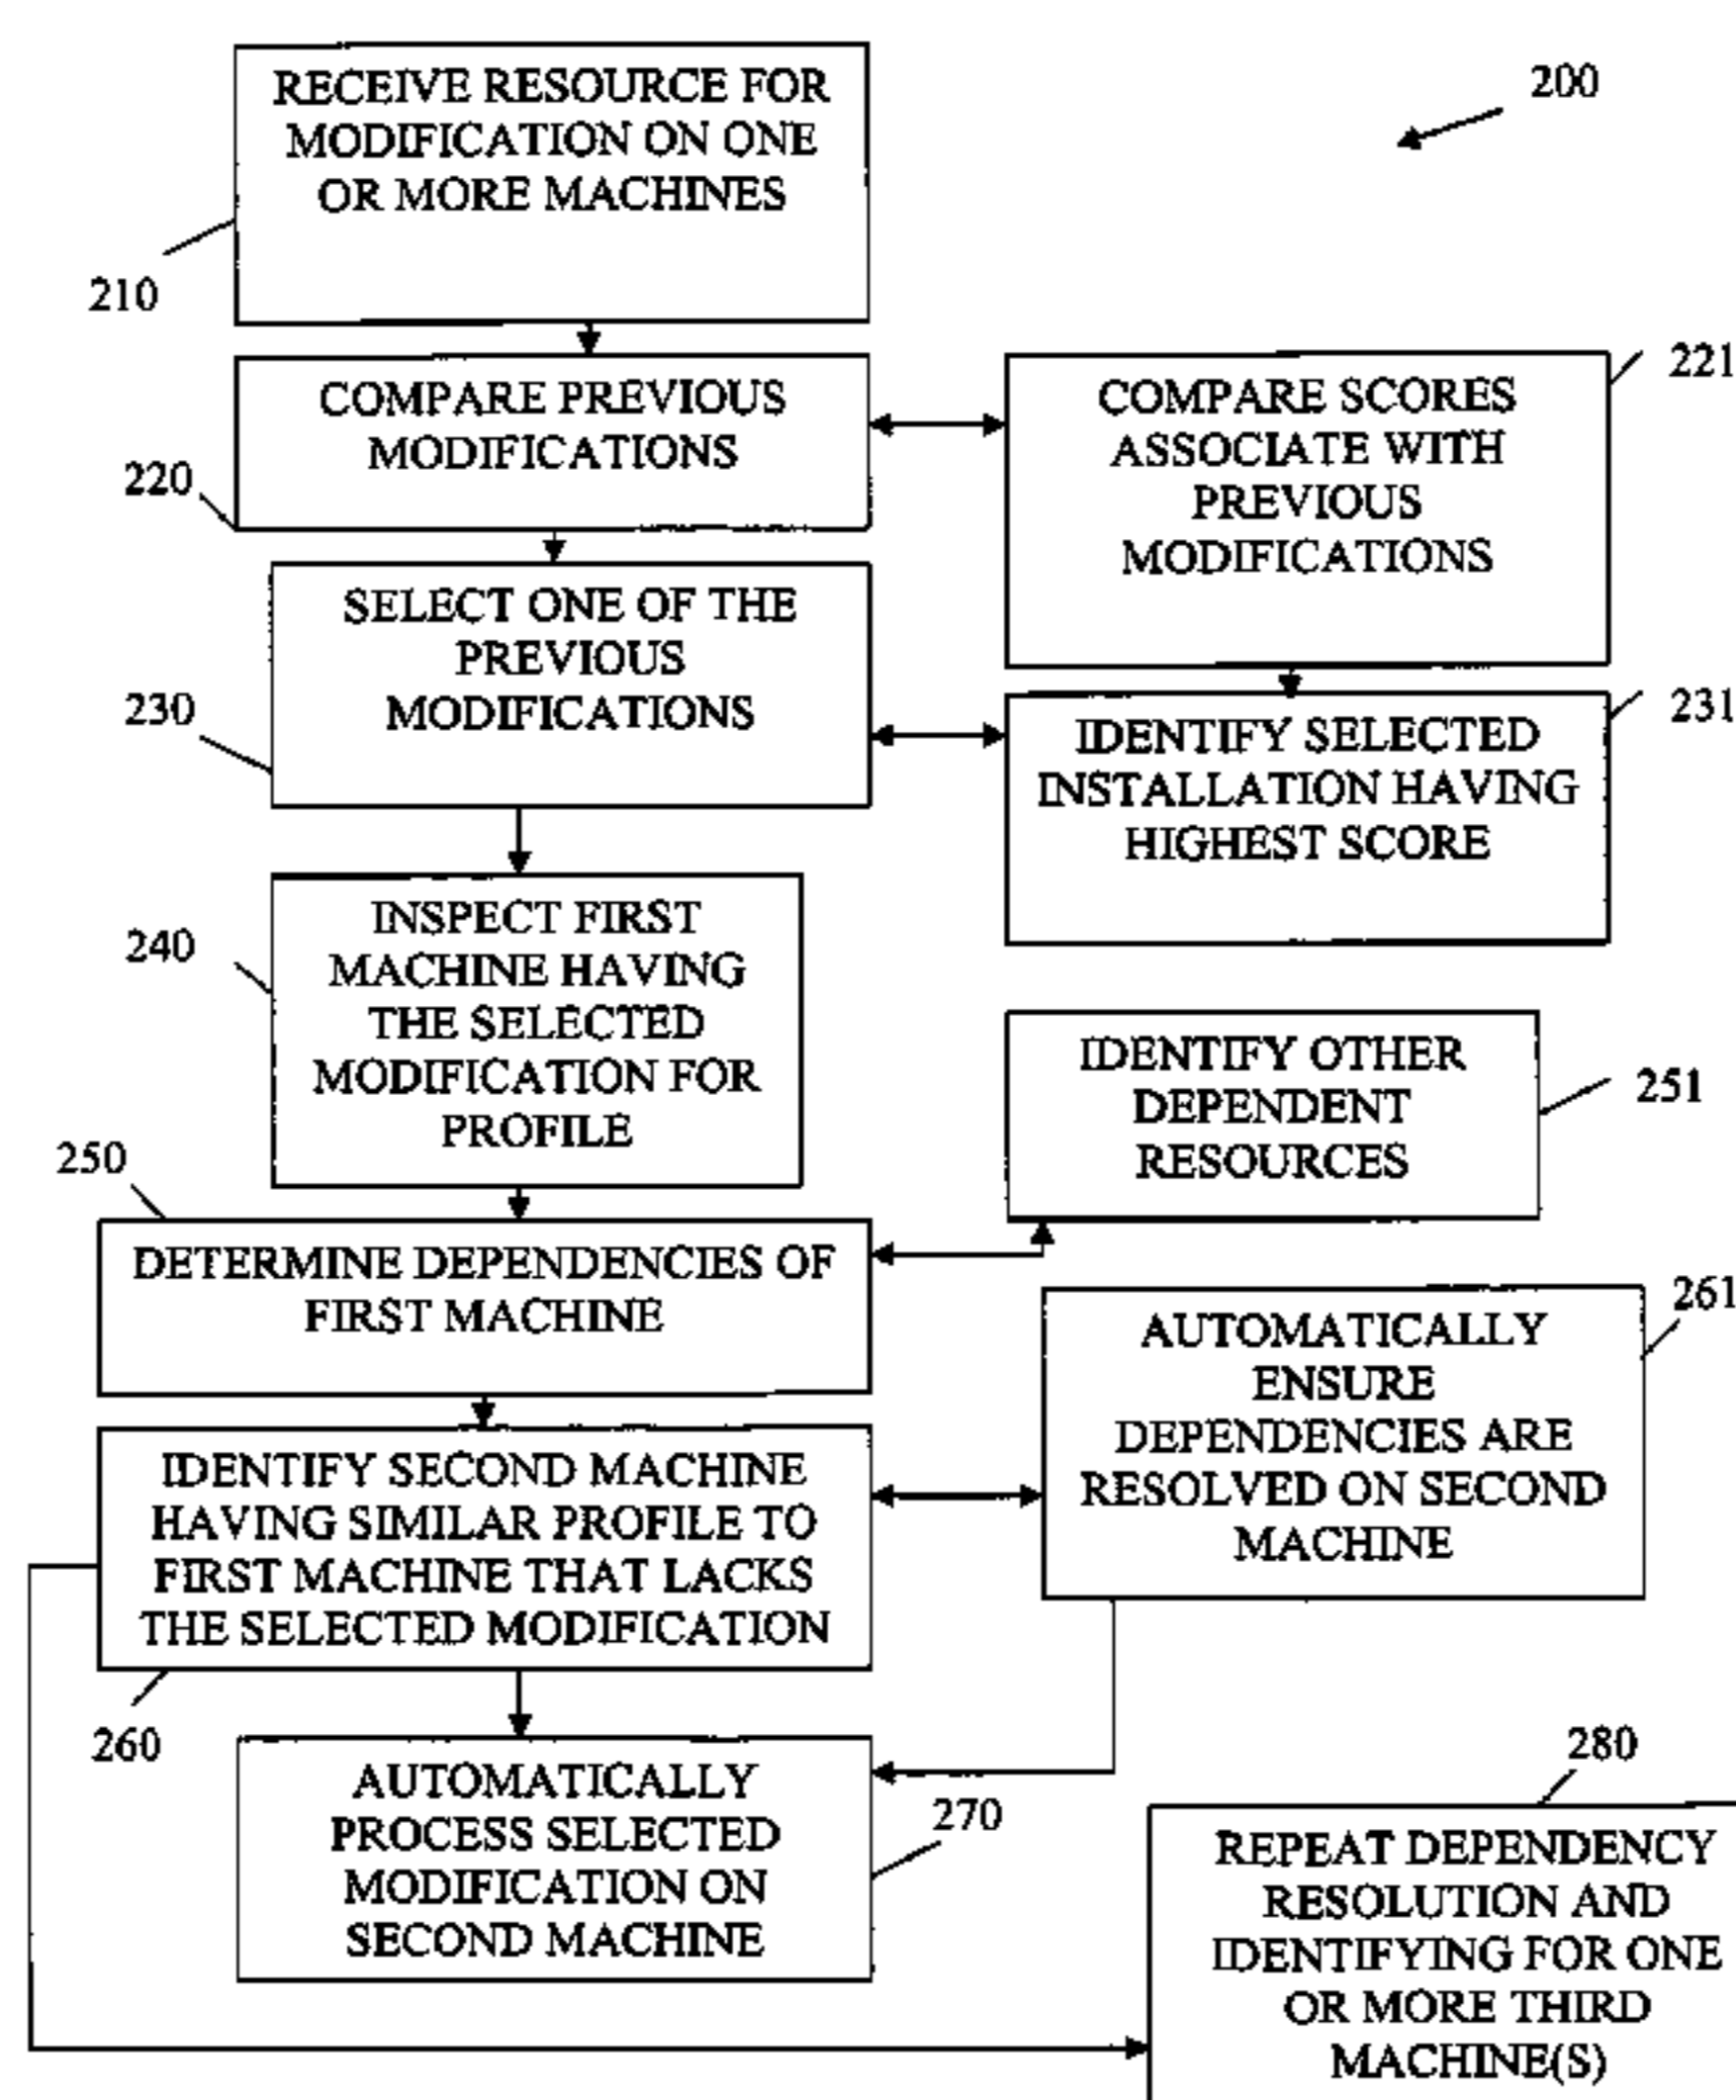 RECEIVE RESOURCE FOR
MODIFICATION ON ONE
OR MORE MACHINES
200
210
COMPARE PREVIOUS
MODIFICATIONS
220
COMPARE SCORES
ASSOCIATE WITH
PREVIOUS
MODIFICATIONS
221
SELECT ONE OF THE
PREVIOUS
MODIFICATIONS
230
IDENTIFY SELECTED
INSTALLATION HAVING
HIGHEST SCORE
231
INSPECT FIRST
MACHINE HAVING
THE SELECTED
MODIFICATION FOR
PROFILE
240
IDENTIFY OTHER
DEPENDENT
RESOURCES
251
250
DETERMINE DEPENDENCIES OF
FIRST MACHINE
AUTOMATICALLY
ENSURE
DEPENDENCIES ARE
RESOLVED ON SECOND
MACHINE
261
IDENTIFY SECOND MACHINE
HAVING SIMILAR PROFILE TO
FIRST MACHINE THAT LACKS
THE SELECTED MODIFICATION
260
AUTOMATICALLY
PROCESS SELECTED
MODIFICATION ON
SECOND MACHINE
270
280
REPEAT DEPENDENCY
RESOLUTION AND
IDENTIFYING FOR ONE
OR MORE THIRD
MACHINE(S)